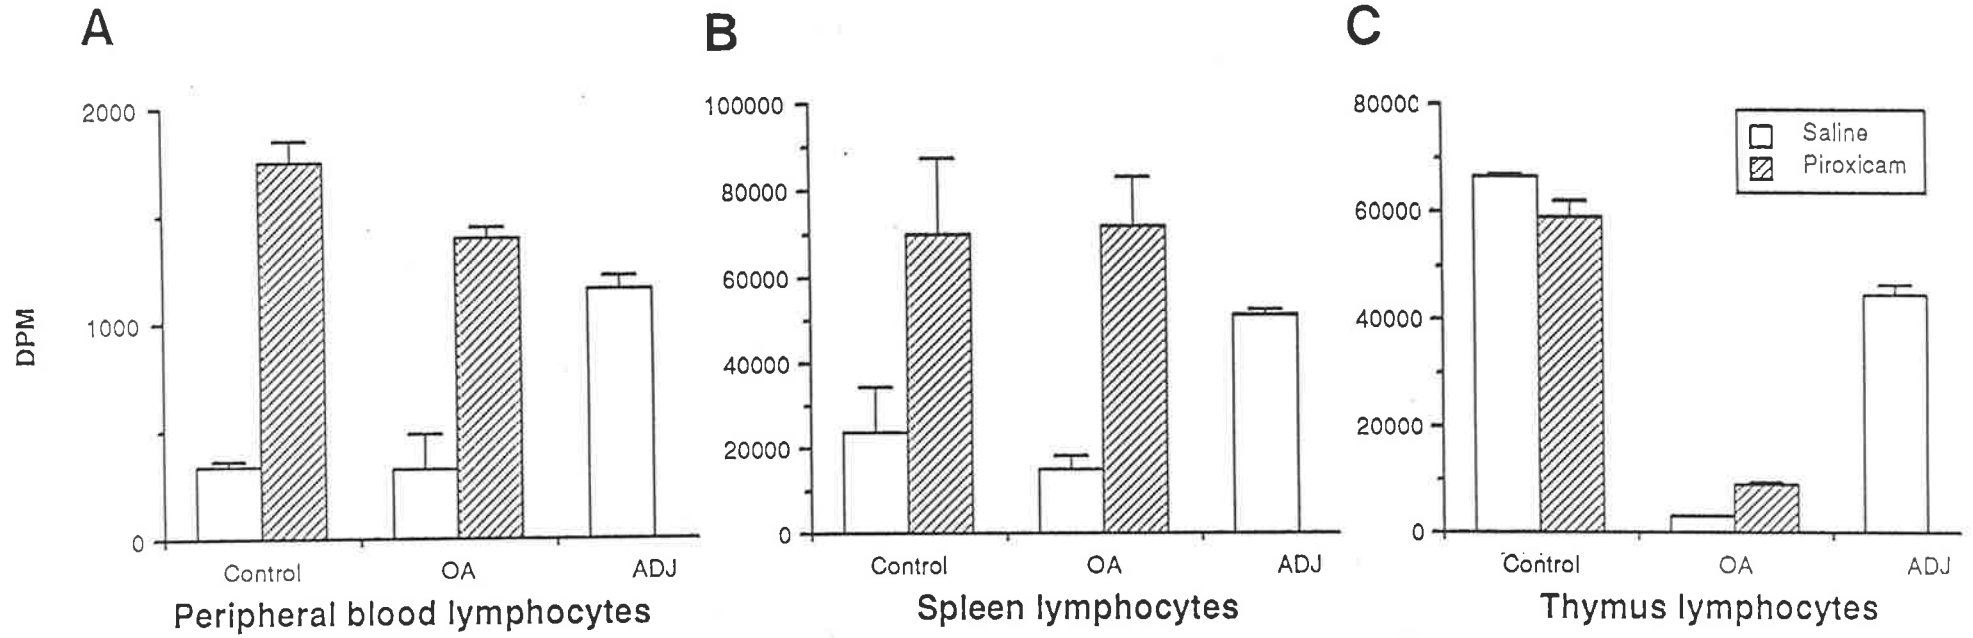 A
B
C
2000
1000
0
DPM
Control
OA
ADJ
Peripheral blood lymphocytes
100000
80000
60000
40000
20000
0
Control
OA
ADJ
Spleen lymphocytes
80000
60000
40000
20000
0
Saline
Piroxicam
Control
OA
ADJ
Thymus lymphocytes